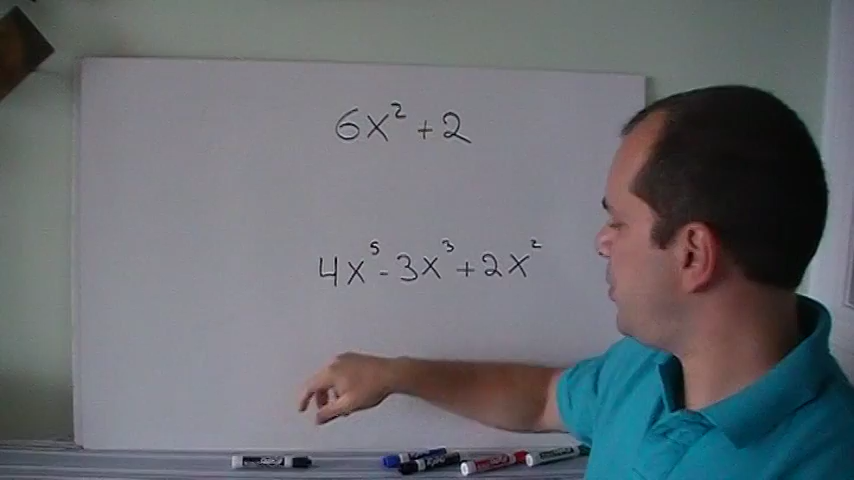 6x² + 2
4x⁵ - 3x³ + 2x²